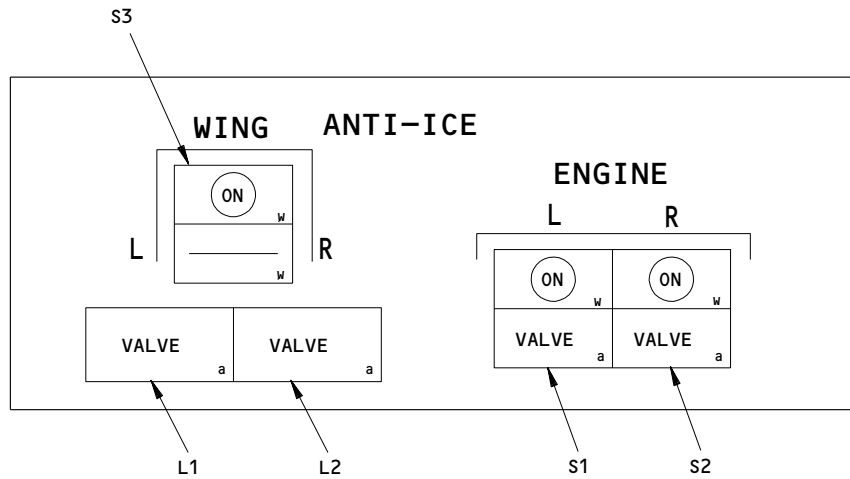 S3
WING ANTI-ICE
ENGINE
L R
ON
W
L R
W
ON ON
W W
VALVE VALVE
a a
VALVE VALVE
a a
L1 L2 S1 S2